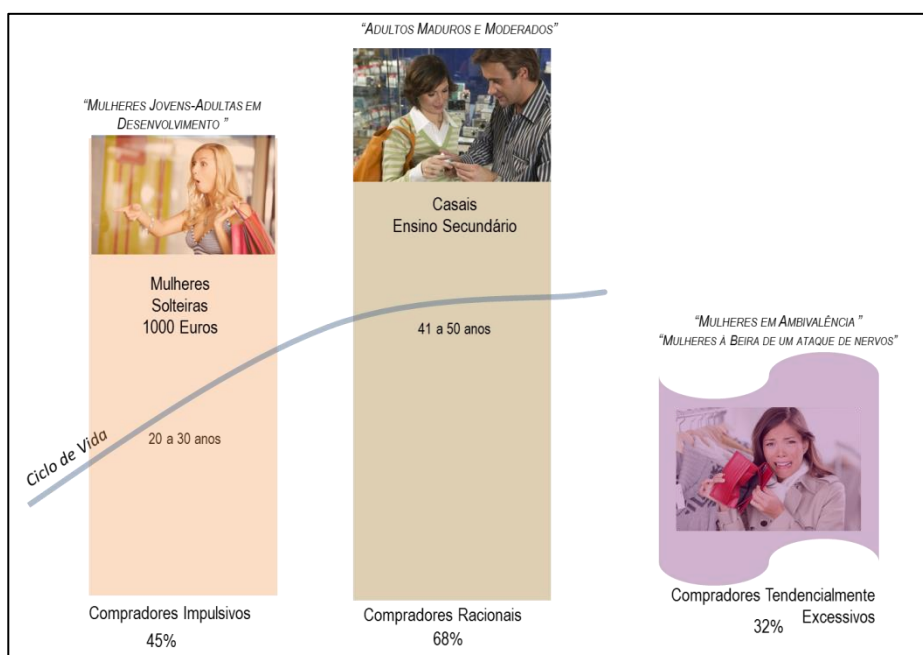 “ADULTOS MADUROS E MODERADOS”
“MULHERES JOVENS-ADULTAS EM
DESENVOLVIMENTO ”
Casais
Ensino Secundário
Mulheres
Solteiras
1000 Euros
41 a 50 anos
“MULHERES EM AMBIVALÊNCIA ”
“MULHERES À BEIRA DE UM ATAQUE DE NERVOS”
Ciclo de Vida
20 a 30 anos
Compradores Impulsivos
45%
Compradores Racionais
68%
Compradores Tendencialmente
Excessivos
32%